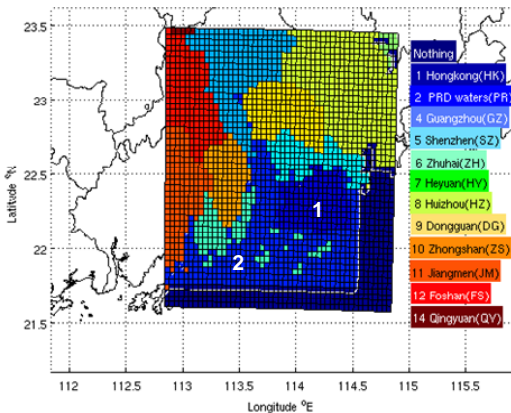 23.5
23
22.5
22
21.5
Latitude °N
1
2
112
112.5
113
113.5
114
114.5
115
115.5
Longitude °E
Nothing
1 Hongkong(HK)
2 PRD waters(PR)
4 Guangzhou(GZ)
5 Shenzhen(SZ)
6 Zhuhai(ZH)
7 Heyuan(HY)
8 Huizhou(HZ)
9 Dongguan(DG)
10 Zhongshan(ZS)
11 Jiangmen(JM)
12 Foshan(FS)
14 Qingyuan(QY)